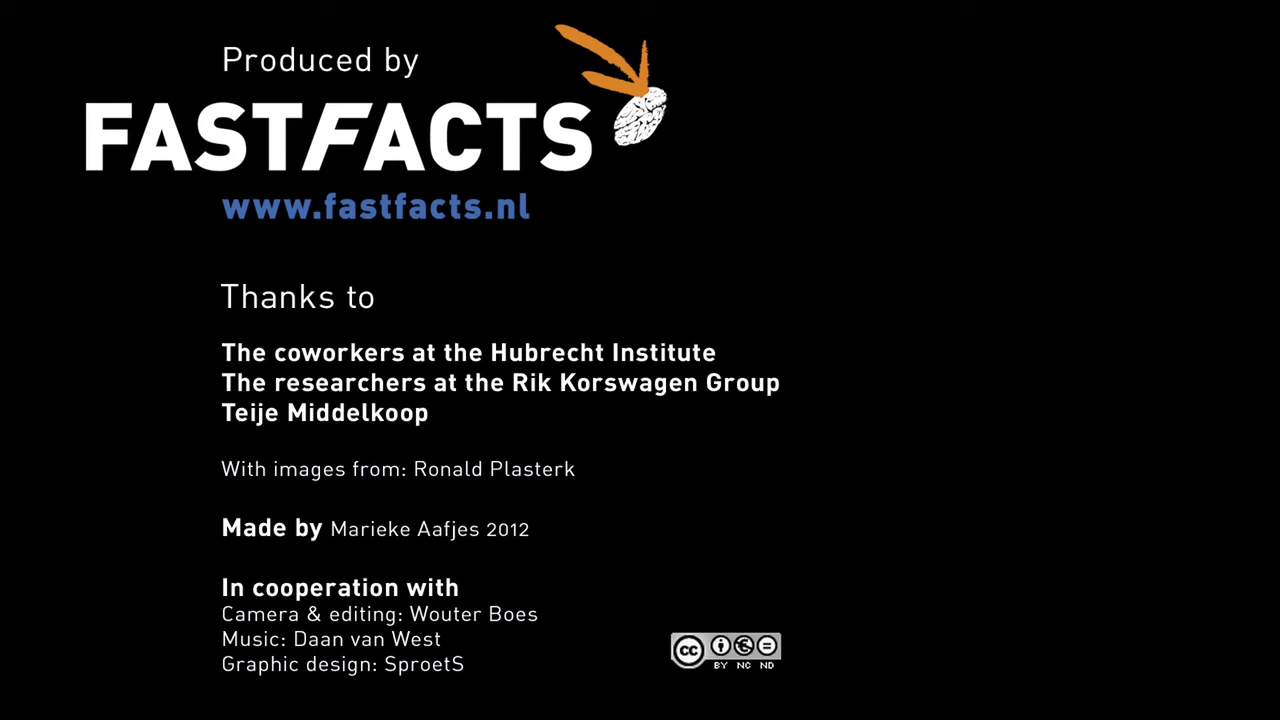 Produced by
FASTFACTS
www.fastfacts.nl
Thanks to
The coworkers at the Hubrecht Institute
The researchers at the Rik Korswagen Group
Teije Middelkoop
With images from: Ronald Plasterk
Made by Marieke Aafjes 2012
In cooperation with
Camera & editing: Wouter Boes
Music: Daan van West
Graphic design: SproetS
cc BY NC ND